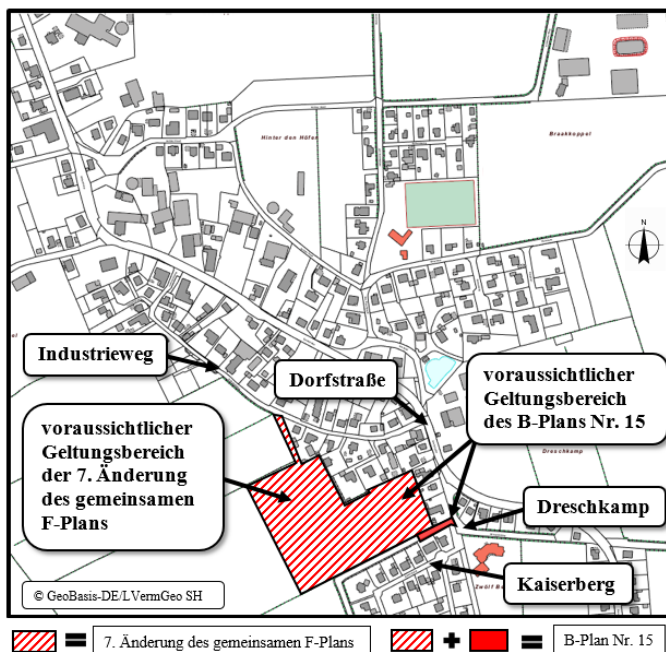 Hinter den Höfen
Braakkoppel
Industrieweg
Dorfstraße
voraussichtlicher
Geltungsbereich
des B-Plans Nr. 15
voraussichtlicher
Geltungsbereich
der 7. Änderung
des gemeinsamen
F-Plans
Dreschkamp
Dreschkamp
Kaiserberg
© GeoBasis-DE/LVermGeo SH
= 7. Änderung des gemeinsamen F-Plans
+ = B-Plan Nr. 15